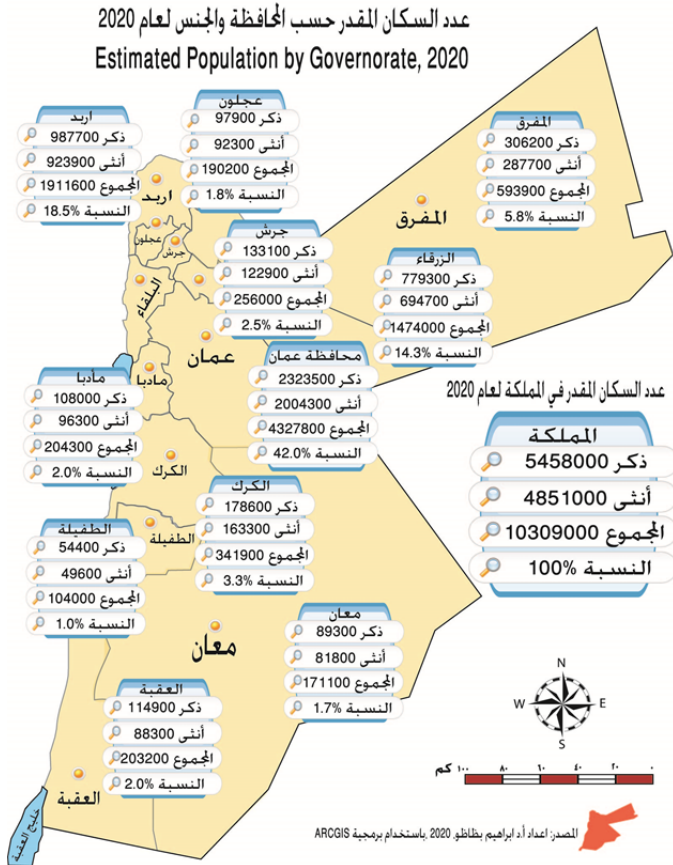 عدد السكان المقدر حسب المحافظة والجنس لعام 2020
Estimated Population by Governorate, 2020
اربد
ذكر 987700
أنثى 923900
المجموع 1911600
النسبة 18.5%
عجلون
ذكر 97900
أنثى 92300
المجموع 190200
النسبة 1.8%
المفرق
ذكر 306200
أنثى 287700
المجموع 593900
النسبة 5.8%
جرش
ذكر 133100
أنثى 122900
المجموع 256000
النسبة 2.5%
الزرقاء
ذكر 779300
أنثى 694700
المجموع 1474000
النسبة 14.3%
محافظة عمان
ذكر 2323500
أنثى 2004300
المجموع 4327800
النسبة 42.0%
مأدبا
ذكر 108000
أنثى 96300
المجموع 204300
النسبة 2.0%
عدد السكان المقدر في المملكة لعام 2020
المملكة
ذكر 5458000
أنثى 4851000
المجموع 10309000
النسبة 100%
الكرك
ذكر 178600
أنثى 163300
المجموع 341900
النسبة 3.3%
الطفيلة
ذكر 54400
أنثى 49600
المجموع 104000
النسبة 1.0%
معان
ذكر 89300
أنثى 81800
المجموع 171100
النسبة 1.7%
العقبة
ذكر 114900
أنثى 88300
المجموع 203200
النسبة 2.0%
اربد
عجلون
جرش
المفرق
البلقاء
عمان
مادبا
الكرك
الطفيلة
معان
العقبة
خليج العقبة
N
W E
S
كم ١٠٠ ٨٠ ٦٠ ٤٠ ٢٠ ٠
المصدر: اعداد أ.د ابراهيم بظاظو. 2020 .باستخدام برمجية ARCGIS